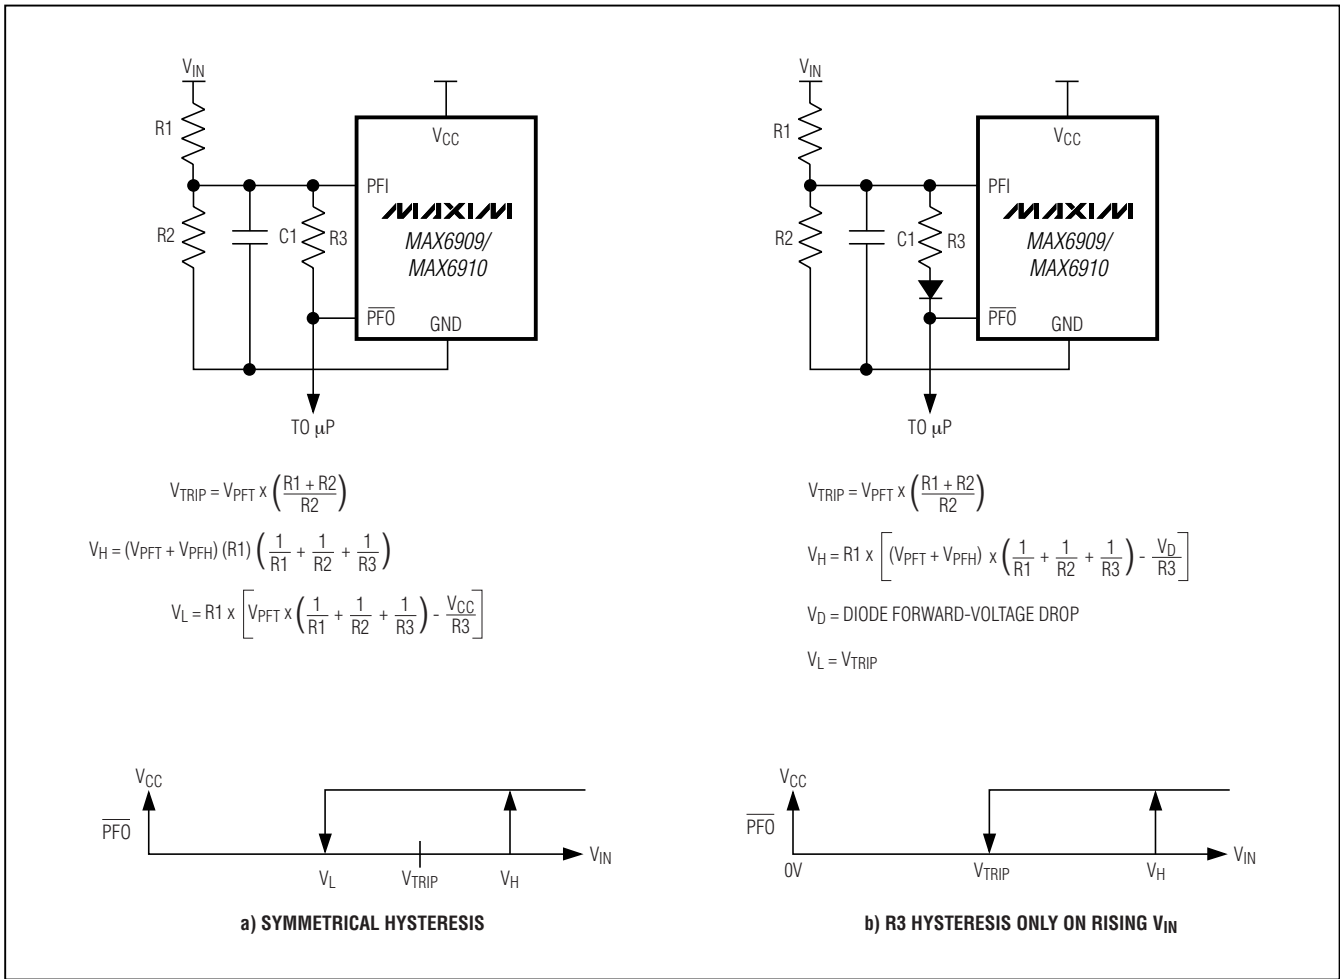 V_IN
R1
V_CC
PFI
MAXIM
R2
C1
R3
MAX6909/
MAX6910
PFO
GND
TO µP
V_TRIP = V_PFT x ((R1 + R2)/R2)
V_H = (V_PFT + V_PFH) (R1) (1/R1 + 1/R2 + 1/R3)
V_L = R1 x [V_PFT x (1/R1 + 1/R2 + 1/R3) - V_CC/R3]
V_CC
PFO
V_IN
V_L
V_TRIP
V_H
a) SYMMETRICAL HYSTERESIS
V_IN
R1
V_CC
PFI
MAXIM
R2
C1
R3
MAX6909/
MAX6910
PFO
GND
TO µP
V_TRIP = V_PFT x ((R1 + R2)/R2)
V_H = R1 x [(V_PFT + V_PFH) x (1/R1 + 1/R2 + 1/R3) - V_D/R3]
V_D = DIODE FORWARD-VOLTAGE DROP
V_L = V_TRIP
V_CC
PFO
V_IN
0V
V_TRIP
V_H
b) R3 HYSTERESIS ONLY ON RISING V_IN